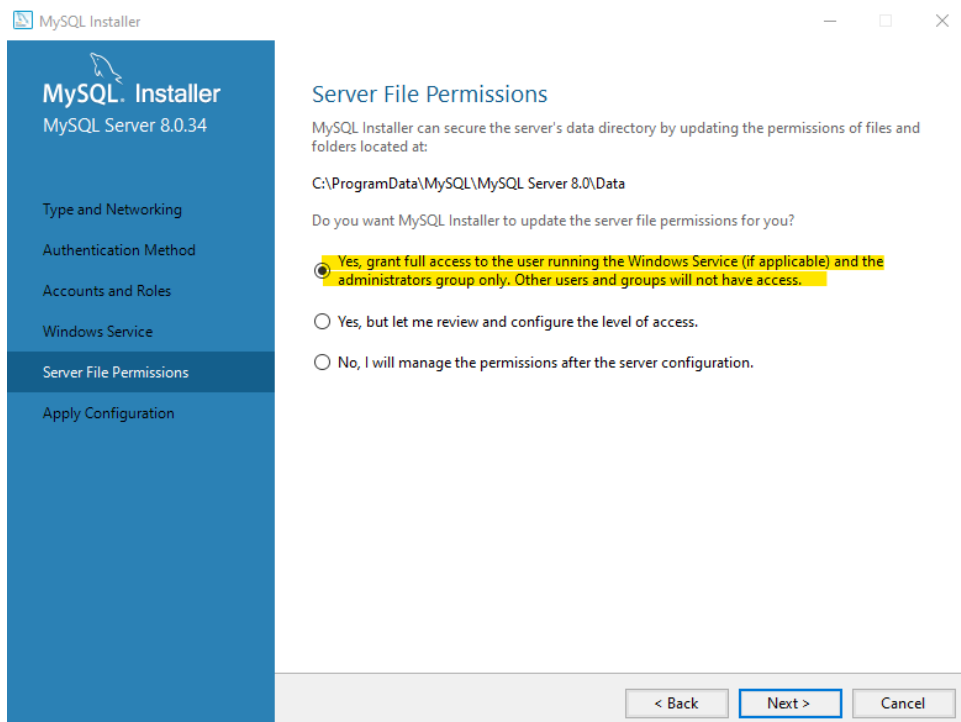 MySQL Installer
MySQL. Installer
MySQL Server 8.0.34
Type and Networking
Authentication Method
Accounts and Roles
Windows Service
Server File Permissions
Apply Configuration
Server File Permissions
MySQL Installer can secure the server's data directory by updating the permissions of files and
folders located at:
C:\ProgramData\MySQL\MySQL Server 8.0\Data
Do you want MySQL Installer to update the server file permissions for you?
Yes, grant full access to the user running the Windows Service (if applicable) and the
administrators group only. Other users and groups will not have access.
Yes, but let me review and configure the level of access.
No, I will manage the permissions after the server configuration.
< Back
Next >
Cancel